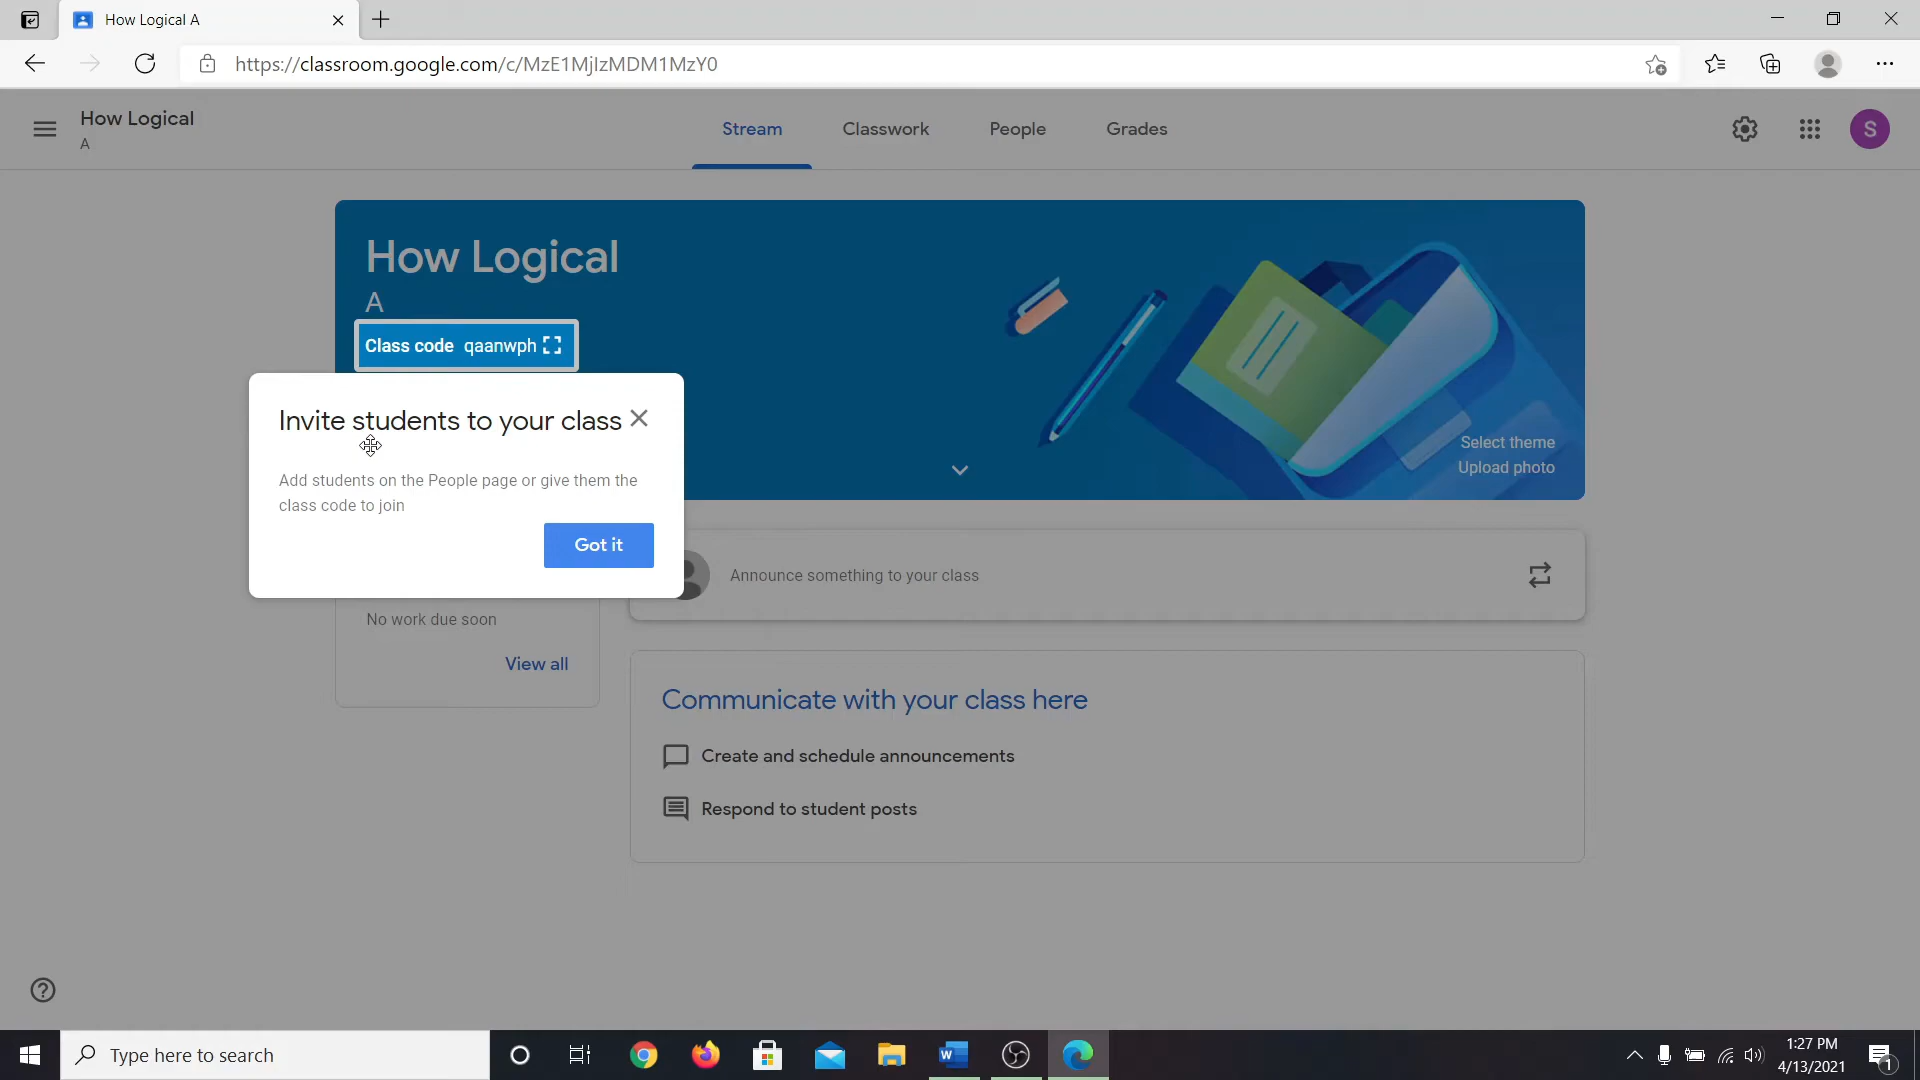 How Logical A
https://classroom.google.com/c/MzE1MjIzMDM1MzY0
How Logical
A
Stream
Classwork
People
Grades
S
How Logical
A
Class code qaanwph
Invite students to your class
Add students on the People page or give them the
class code to join
Got it
Select theme
Upload photo
Announce something to your class
No work due soon
View all
Communicate with your class here
Create and schedule announcements
Respond to student posts
Type here to search
1:27 PM
4/13/2021
1